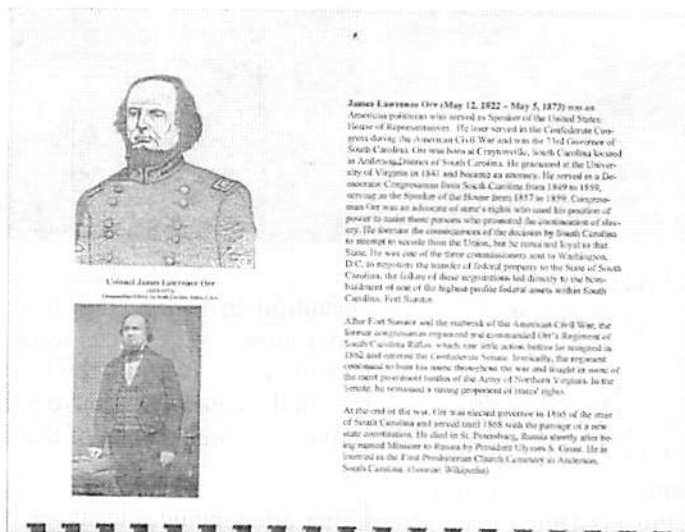 James Lawrence Orr (May 12, 1822 – May 5, 1873) was an
American politician who served as Speaker of the United States
House of Representatives. He later served in the Confederate Con-
gress during the American Civil War and was the 73rd Governor of
South Carolina. Orr was born at Craytonville, South Carolina located
in Anderson District of South Carolina. He graduated at the Univer-
sity of Virginia in 1841 and became an attorney. He served as a De-
mocratic Congressman from South Carolina from 1849 to 1859,
serving as the Speaker of the House from 1857 to 1859. Congress-
man Orr was an advocate of state's rights who used his position of
power to assist those persons who promoted the continuation of slav-
ery. He foresaw the consequences of the decision by South Carolina
to attempt to secede from the Union, but he remained loyal to that
State. He was one of the three commissioners sent to Washington,
D.C. to negotiate the transfer of federal property to the State of South
Carolina, the failure of these negotiations led directly to the bom-
bardment of one of the highest profile federal assets within South
Carolina, Fort Sumter.
After Fort Sumter and the outbreak of the American Civil War, the
former congressman organized and commanded Orr's Regiment of
South Carolina Rifles, which saw little action before he resigned in
1862 and entered the Confederate Senate. Ironically, the regiment
continued to bear his name throughout the war and fought in some of
the most prominent battles of the Army of Northern Virginia. In the
Senate, he remained a strong proponent of states' rights.
At the end of the war, Orr was elected governor in 1865 of the state
of South Carolina and served until 1868 with the passage of a new
state constitution. He died in St. Petersburg, Russia shortly after be-
ing named Minister to Russia by President Ulysses S. Grant. He is
interred in the First Presbyterian Church Cemetery in Anderson,
South Carolina. (Source: Wikipedia)
Colonel James Lawrence Orr